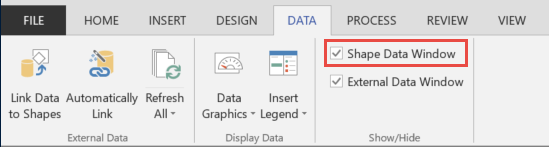 FILE HOME INSERT DESIGN DATA PROCESS REVIEW VIEW
Link Data
to Shapes
Automatically
Link
Refresh
All
Data
Graphics
Insert
Legend
Shape Data Window
External Data Window
External Data
Display Data
Show/Hide